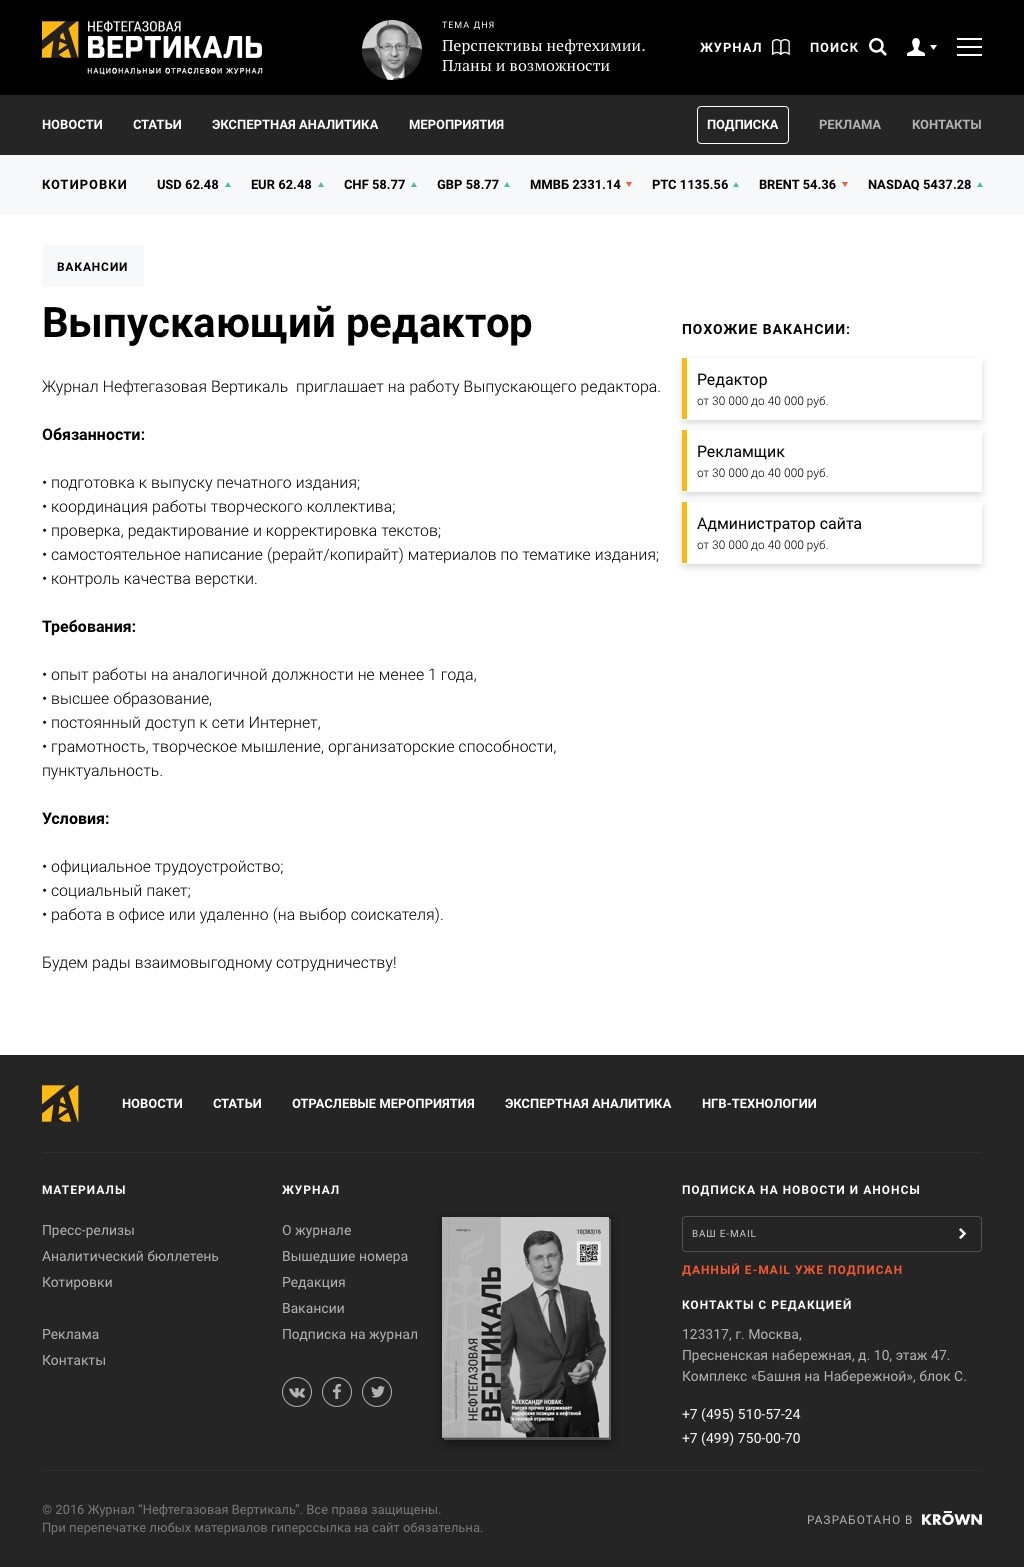 НЕФТЕГАЗОВАЯ
ВЕРТИКАЛЬ
НАЦИОНАЛЬНЫЙ ОТРАСЛЕВОЙ ЖУРНАЛ
ТЕМА ДНЯ
Перспективы нефтехимии.
Планы и возможности
ЖУРНАЛ
ПОИСК
НОВОСТИ СТАТЬИ ЭКСПЕРТНАЯ АНАЛИТИКА МЕРОПРИЯТИЯ ПОДПИСКА РЕКЛАМА КОНТАКТЫ
КОТИРОВКИ USD 62.48 EUR 62.48 CHF 58.77 GBP 58.77 ММВБ 2331.14 РТС 1135.56 BRENT 54.36 NASDAQ 5437.28
ВАКАНСИИ
Выпускающий редактор
Журнал Нефтегазовая Вертикаль  приглашает на работу Выпускающего редактора.
Обязанности:
• подготовка к выпуску печатного издания;
• координация работы творческого коллектива;
• проверка, редактирование и корректировка текстов;
• самостоятельное написание (рерайт/копирайт) материалов по тематике издания;
• контроль качества верстки.
Требования:
• опыт работы на аналогичной должности не менее 1 года,
• высшее образование,
• постоянный доступ к сети Интернет,
• грамотность, творческое мышление, организаторские способности,
пунктуальность.
Условия:
• официальное трудоустройство;
• социальный пакет;
• работа в офисе или удаленно (на выбор соискателя).
Будем рады взаимовыгодному сотрудничеству!
ПОХОЖИЕ ВАКАНСИИ:
Редактор
от 30 000 до 40 000 руб.
Рекламщик
от 30 000 до 40 000 руб.
Администратор сайта
от 30 000 до 40 000 руб.
НОВОСТИ СТАТЬИ ОТРАСЛЕВЫЕ МЕРОПРИЯТИЯ ЭКСПЕРТНАЯ АНАЛИТИКА НГВ-ТЕХНОЛОГИИ
МАТЕРИАЛЫ
Пресс-релизы
Аналитический бюллетень
Котировки
Реклама
Контакты
ЖУРНАЛ
О журнале
Вышедшие номера
Редакция
Вакансии
Подписка на журнал
10(383)16
НЕФТЕГАЗОВАЯ
ВЕРТИКАЛЬ
АЛЕКСАНДР НОВАК:
Россия прочно удерживает
лидерские позиции в нефтяной
и газовой отраслях
ПОДПИСКА НА НОВОСТИ И АНОНСЫ
ВАШ E-MAIL
ДАННЫЙ E-MAIL УЖЕ ПОДПИСАН
КОНТАКТЫ С РЕДАКЦИЕЙ
123317, г. Москва,
Пресненская набережная, д. 10, этаж 47.
Комплекс «Башня на Набережной», блок С.
+7 (495) 510-57-24
+7 (499) 750-00-70
© 2016 Журнал “Нефтегазовая Вертикаль”. Все права защищены.
При перепечатке любых материалов гиперссылка на сайт обязательна.
РАЗРАБОТАНО В KRŌWN